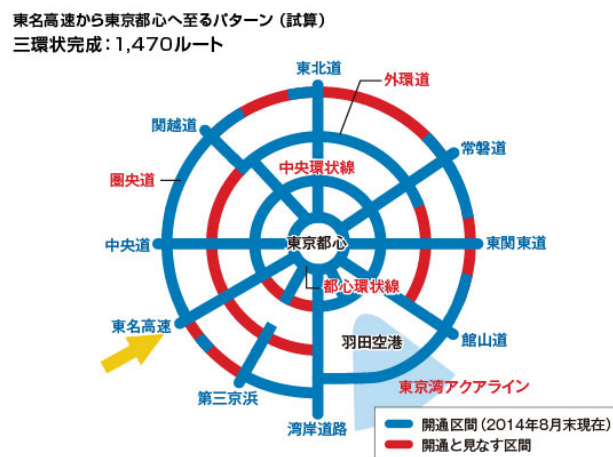 東名高速から東京都心へ至るパターン（試算）
三環状完成：1,470ルート
東北道
外環道
関越道
常磐道
中央環状線
圏央道
中央道
東京都心
東関東道
都心環状線
東名高速
羽田空港
館山道
第三京浜
東京湾アクアライン
湾岸道路
開通区間（2014年8月末現在）
開通と見なす区間